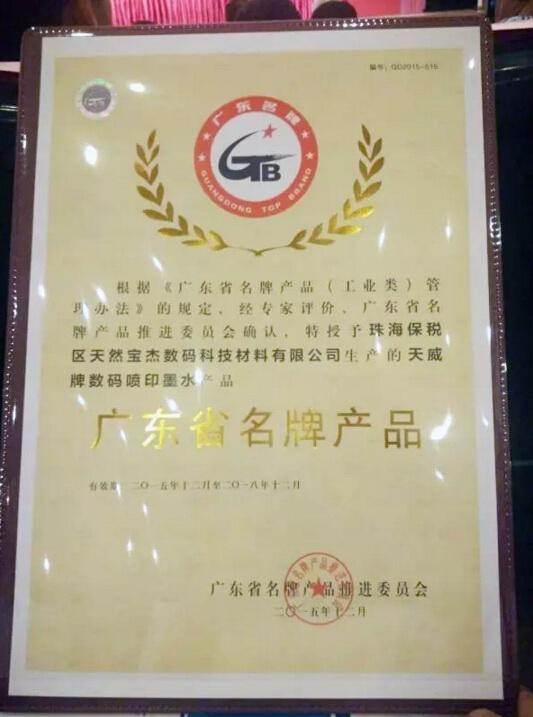 编号：GD2015-515
广东名牌
GTB
GUANGDONG TOP BRAND
根据《广东省名牌产品（工业类）管
理办法》的规定，经专家评价，广东省名
牌产品推进委员会确认，特授予珠海保税
区天然宝杰数码科技材料有限公司生产的天威
牌数码喷印墨水产品
广东省名牌产品
有效期：二〇一五年十二月至二〇一八年十二月
广东省名牌产品推进委员会
二〇一五年十二月